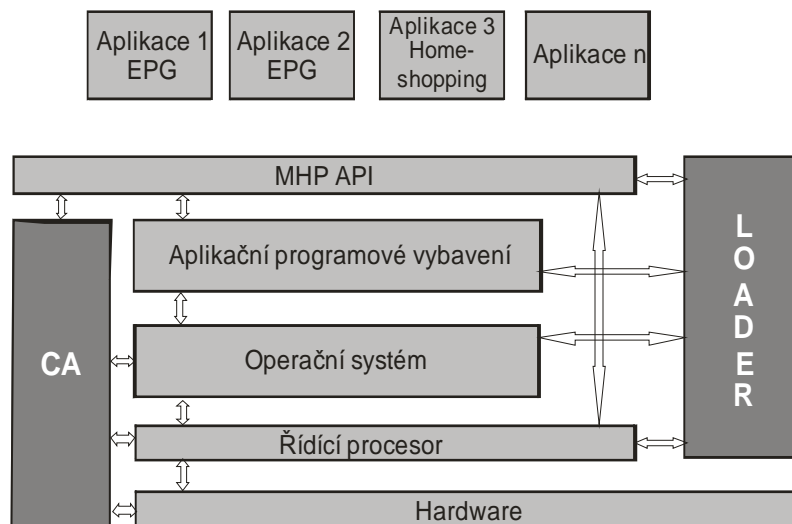 Aplikace 1
EPG
Aplikace 2
EPG
Aplikace 3
Home-
shopping
Aplikace n
MHP API
Aplikační programové vybavení
Operační systém
Řídící procesor
Hardware
CA
L
O
A
D
E
R